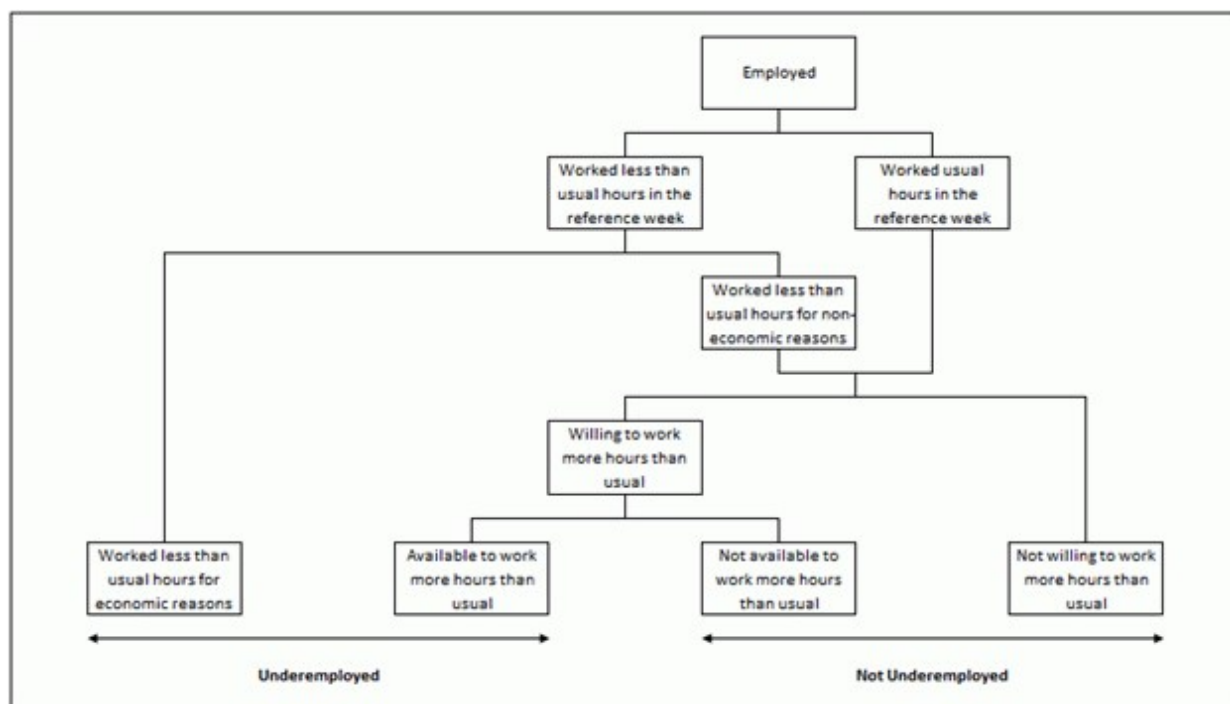 Employed
Worked less than
usual hours in the
reference week
Worked usual
hours in the
reference week
Worked less than
usual hours for non-
economic reasons
Willing to work
more hours than
usual
Worked less than
usual hours for
economic reasons
Available to work
more hours than
usual
Not available to
work more hours
than usual
Not willing to work
more hours than
usual
Underemployed
Not Underemployed